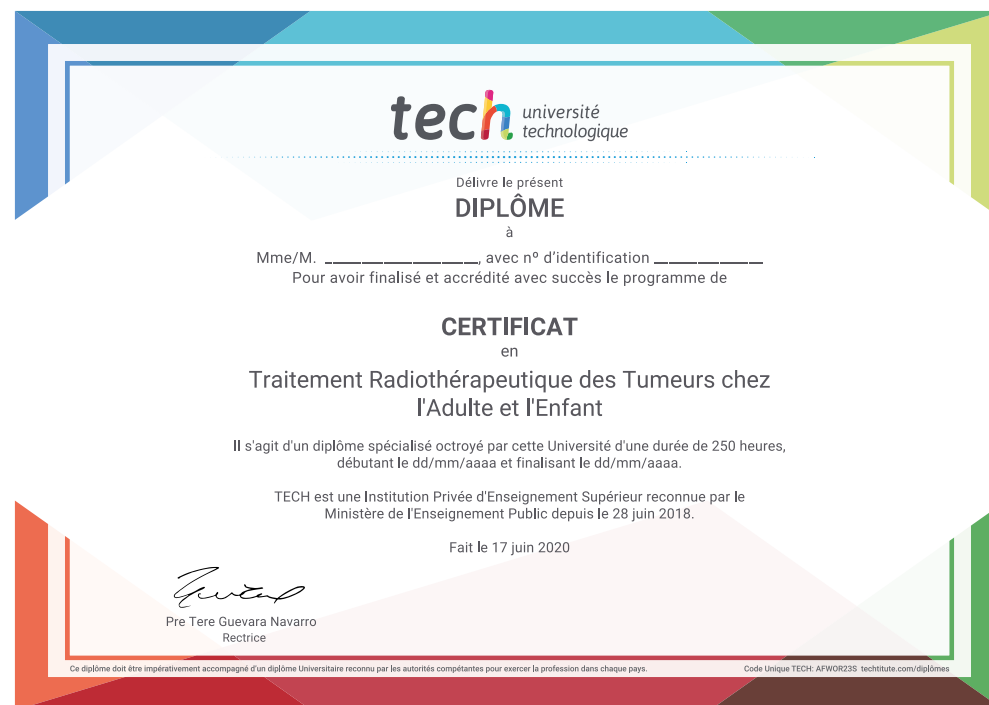 tech université
technologique
Délivre le présent
DIPLÔME
à
Mme/M. __________________, avec nº d'identification _____________
Pour avoir finalisé et accrédité avec succès le programme de
CERTIFICAT
en
Traitement Radiothérapeutique des Tumeurs chez
l'Adulte et l'Enfant
Il s'agit d'un diplôme spécialisé octroyé par cette Université d'une durée de 250 heures,
débutant le dd/mm/aaaa et finalisant le dd/mm/aaaa.
TECH est une Institution Privée d'Enseignement Supérieur reconnue par le
Ministère de l'Enseignement Public depuis le 28 juin 2018.
Fait le 17 juin 2020
Pre Tere Guevara Navarro
Rectrice
Ce diplôme doit être impérativement accompagné d'un diplôme Universitaire reconnu par les autorités compétantes pour exercer la profession dans chaque pays.
Code Unique TECH: AFWOR23S techtitute.com/diplômes